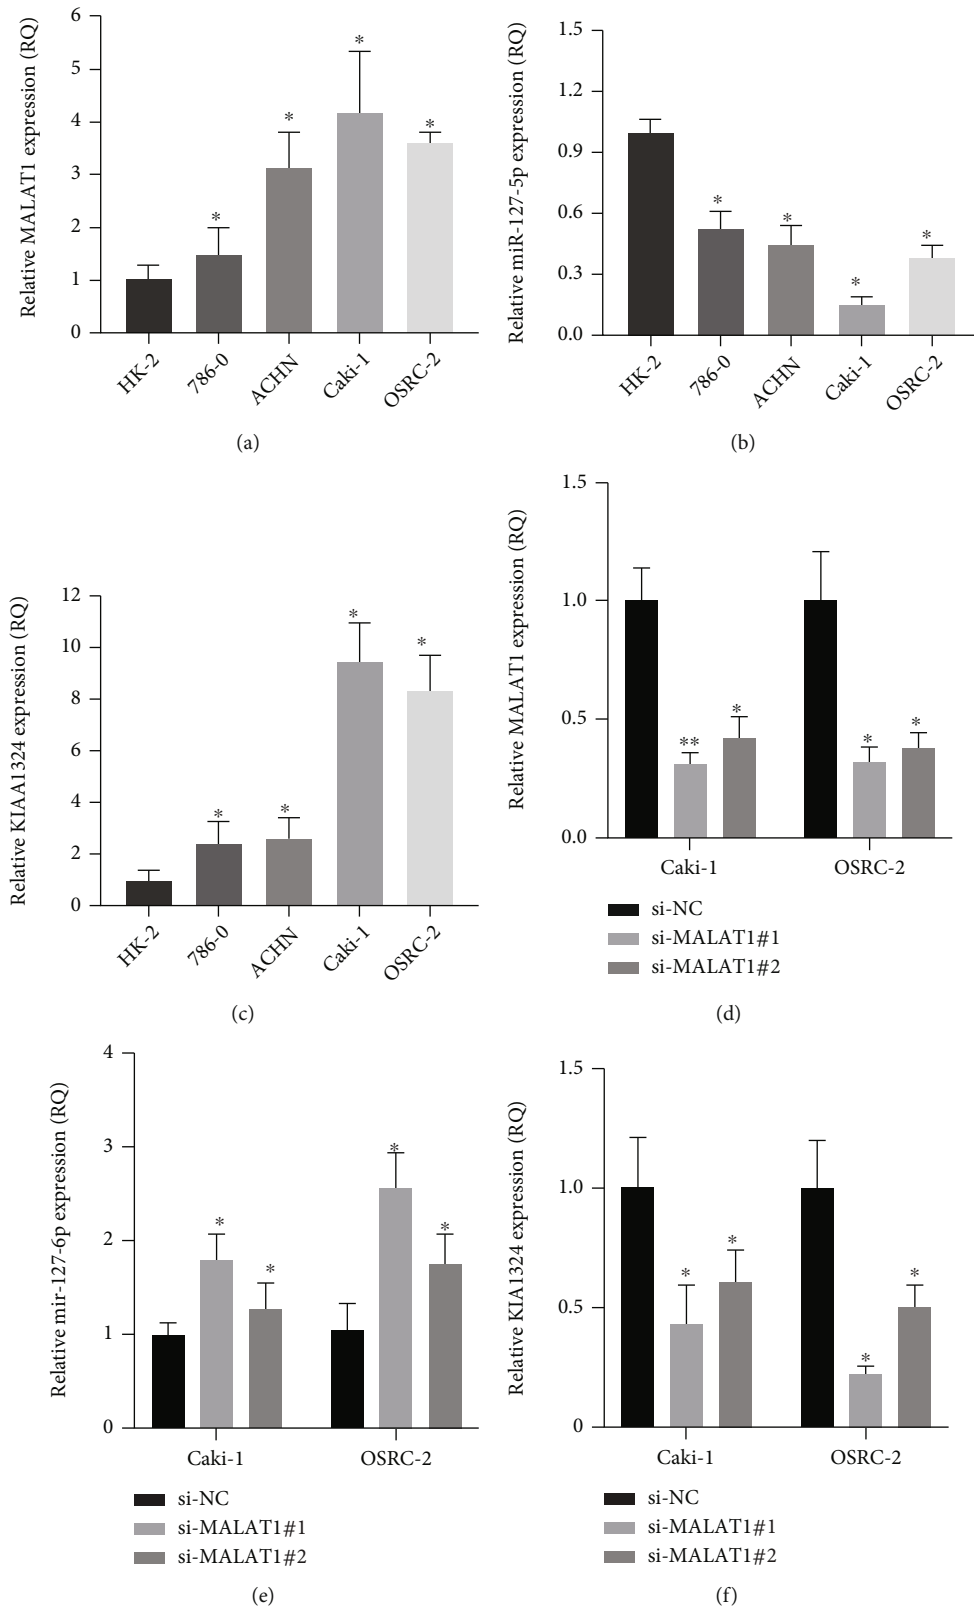 Relative MALAT1 expression (RQ)
6
5
4
3
2
1
0
*
*
*
*
HK-2
786-0
ACHN
Caki-1
OSRC-2
(a)
Relative miR-127-5p expression (RQ)
1.5
1.2
0.9
0.6
0.3
0.0
*
*
*
*
HK-2
786-0
ACHN
Caki-1
OSRC-2
(b)
Relative KIAA1324 expression (RQ)
12
10
8
6
4
2
0
*
*
*
*
HK-2
786-0
ACHN
Caki-1
OSRC-2
(c)
Relative MALAT1 expression (RQ)
1.5
1.0
0.5
0.0
**
*
*
*
Caki-1
OSRC-2
si-NC
si-MALAT1#1
si-MALAT1#2
(d)
Relative mir-127-6p expression (RQ)
4
3
2
1
0
*
*
*
*
Caki-1
OSRC-2
si-NC
si-MALAT1#1
si-MALAT1#2
(e)
Relative KIA1324 expression (RQ)
1.5
1.0
0.5
0
*
*
*
*
Caki-1
OSRC-2
si-NC
si-MALAT1#1
si-MALAT1#2
(f)